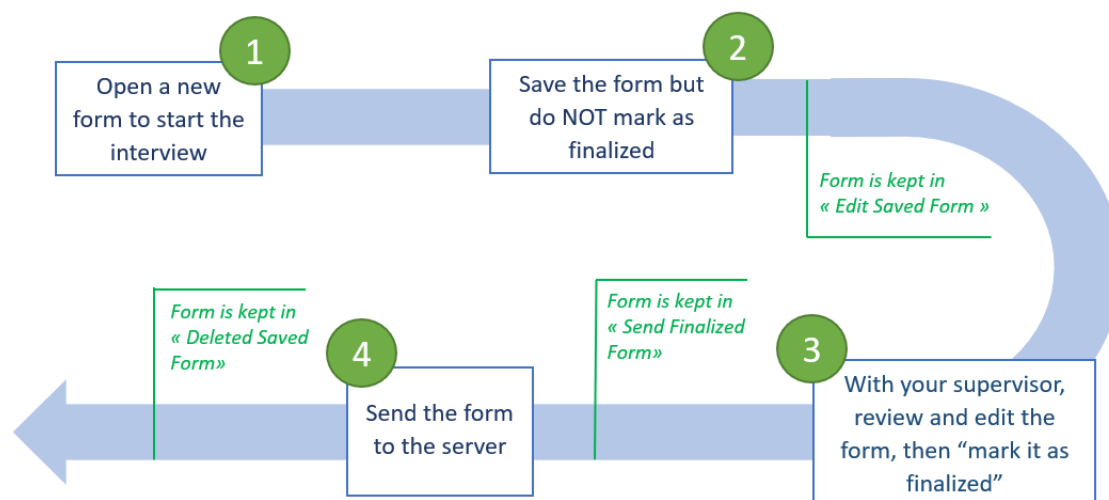 1
Open a new
form to start the
interview
2
Save the form but
do NOT mark as
finalized
Form is kept in
« Edit Saved Form »
3
With your supervisor,
review and edit the
form, then “mark it as
finalized”
Form is kept in
« Send Finalized
Form»
4
Send the form
to the server
Form is kept in
« Deleted Saved
Form»